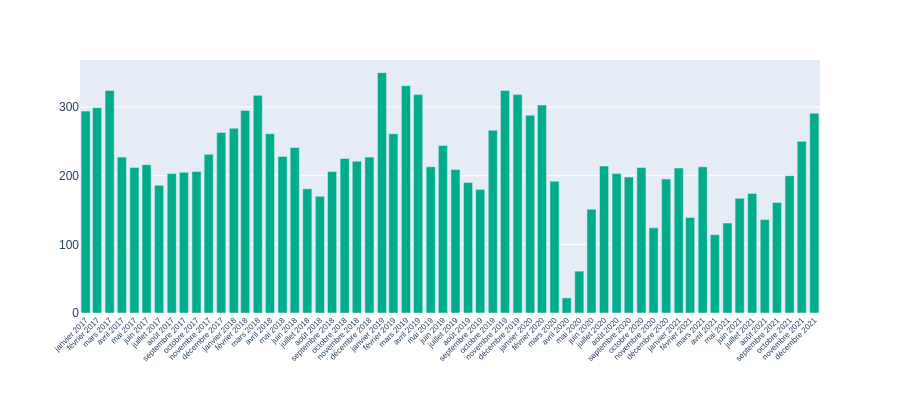 300
200
100
0
janvier 2017
février 2017
mars 2017
avril 2017
mai 2017
juin 2017
juillet 2017
août 2017
septembre 2017
octobre 2017
novembre 2017
décembre 2017
janvier 2018
février 2018
mars 2018
avril 2018
mai 2018
juin 2018
juillet 2018
août 2018
septembre 2018
octobre 2018
novembre 2018
décembre 2018
janvier 2019
février 2019
mars 2019
avril 2019
mai 2019
juin 2019
juillet 2019
août 2019
septembre 2019
octobre 2019
novembre 2019
décembre 2019
janvier 2020
février 2020
mars 2020
avril 2020
mai 2020
juin 2020
juillet 2020
août 2020
septembre 2020
octobre 2020
novembre 2020
décembre 2020
janvier 2021
février 2021
mars 2021
avril 2021
mai 2021
juin 2021
juillet 2021
août 2021
septembre 2021
octobre 2021
novembre 2021
décembre 2021